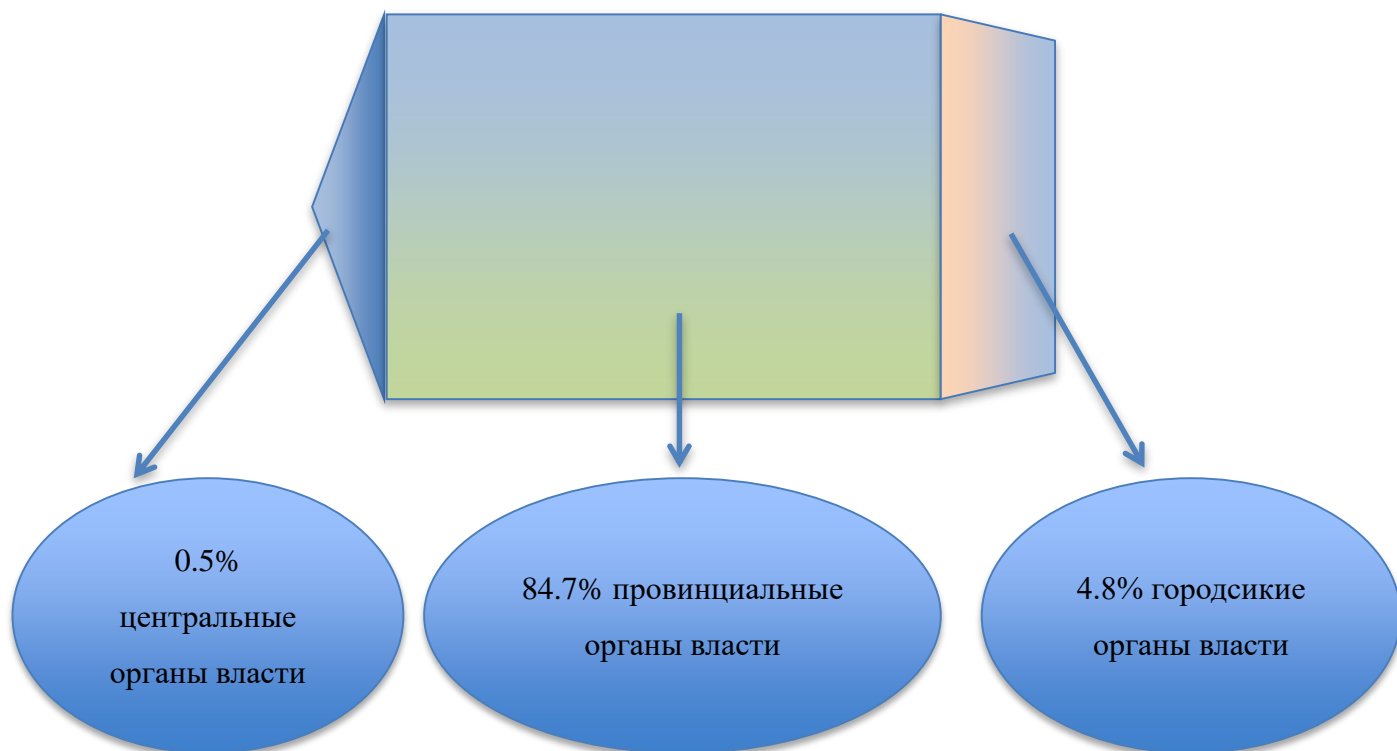 0.5%
центральные
органы власти
84.7% провинциальные
органы власти
4.8% городсикие
органы власти